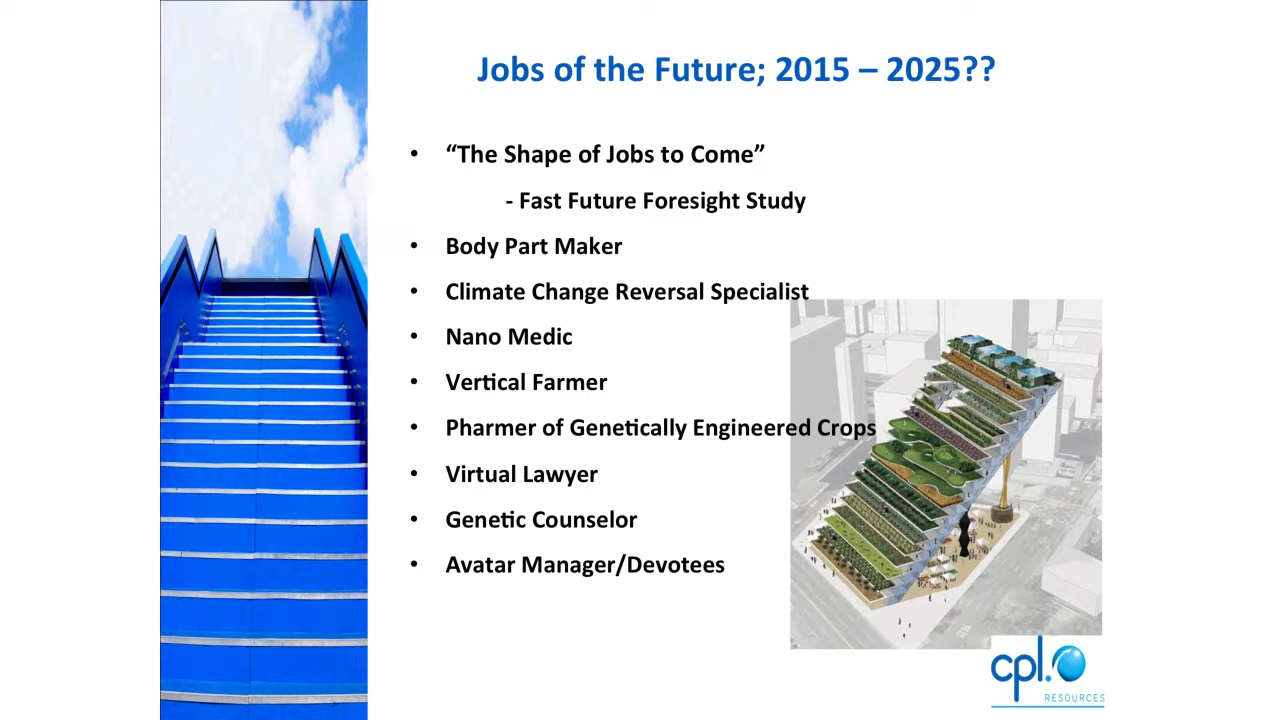 Jobs of the Future; 2015 – 2025??
• “The Shape of Jobs to Come”
- Fast Future Foresight Study
• Body Part Maker
• Climate Change Reversal Specialist
• Nano Medic
• Vertical Farmer
• Pharmer of Genetically Engineered Crops
• Virtual Lawyer
• Genetic Counselor
• Avatar Manager/Devotees
cpl.
RESOURCES